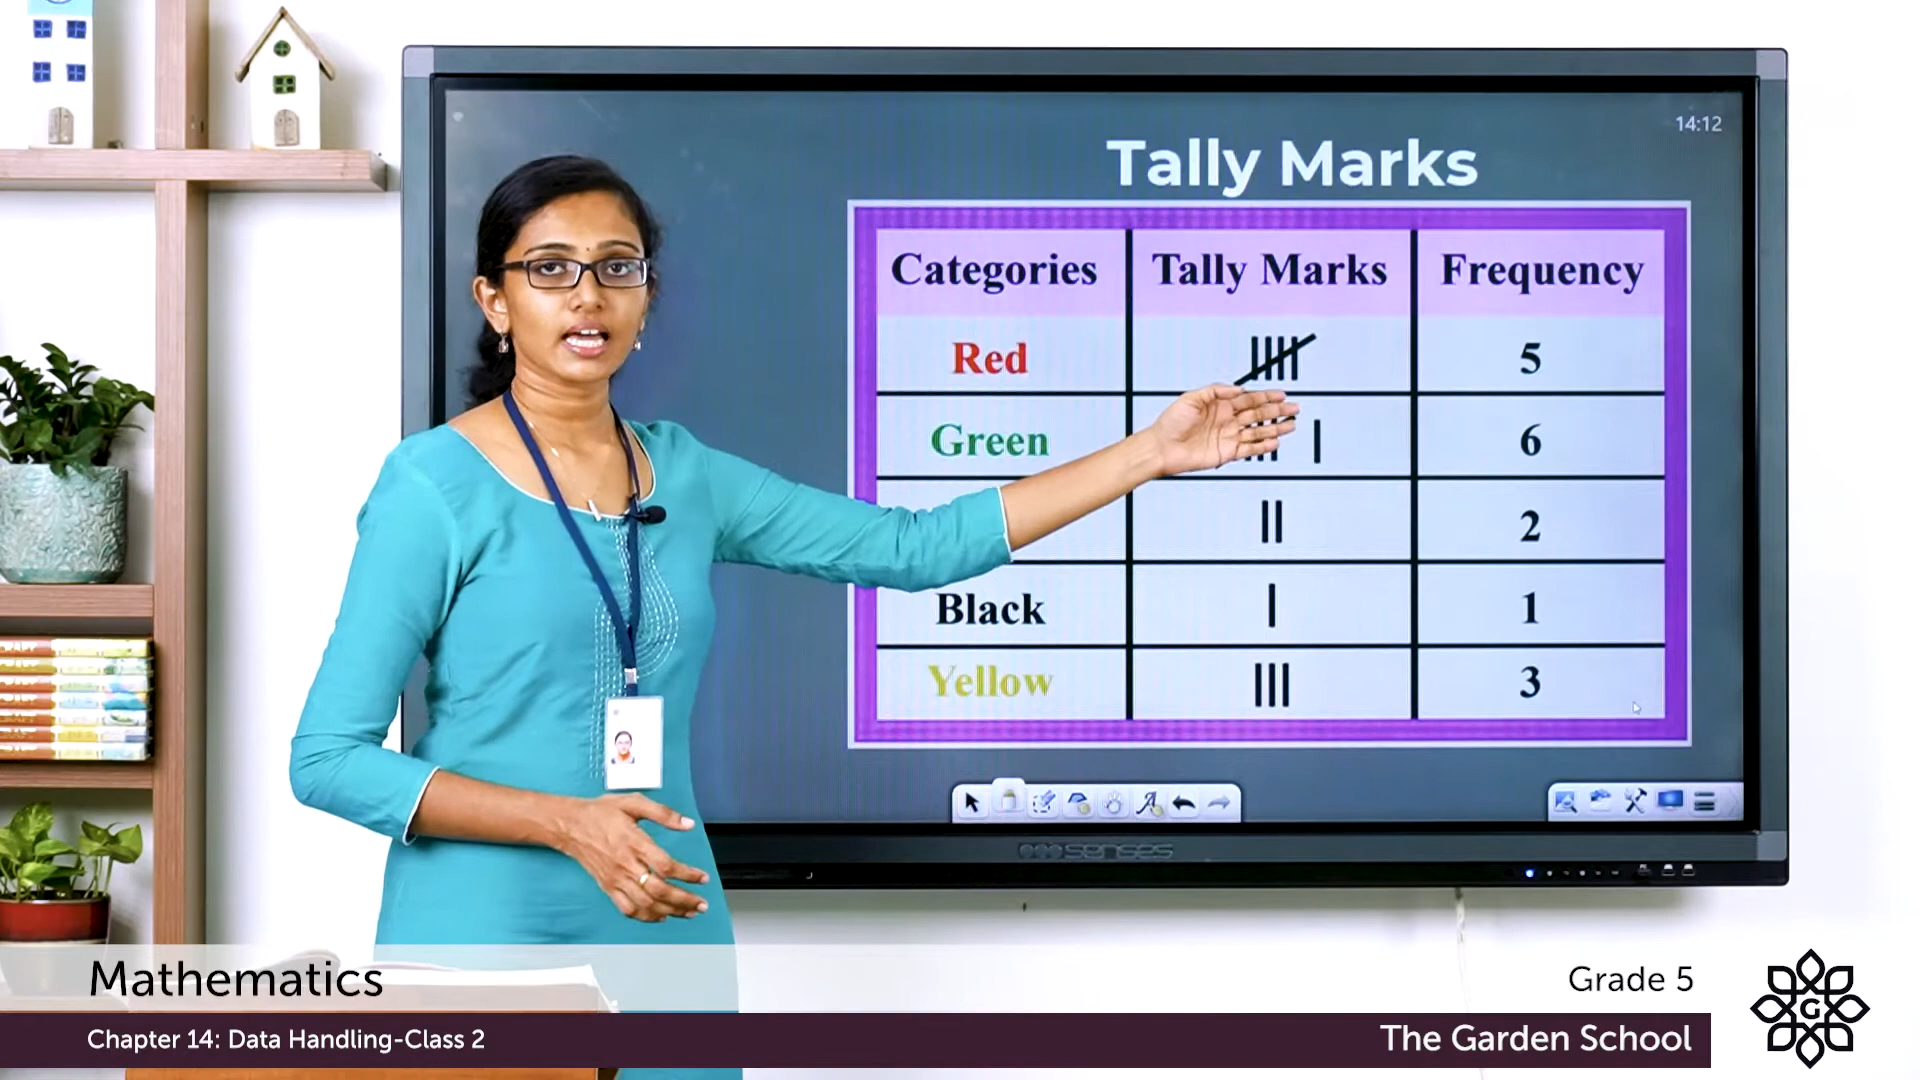 14:12
Tally Marks
Categories Tally Marks Frequency
Red 5
Green 6
2
Black 1
Yellow 3
senses
Mathematics
Grade 5
Chapter 14: Data Handling-Class 2
The Garden School
G